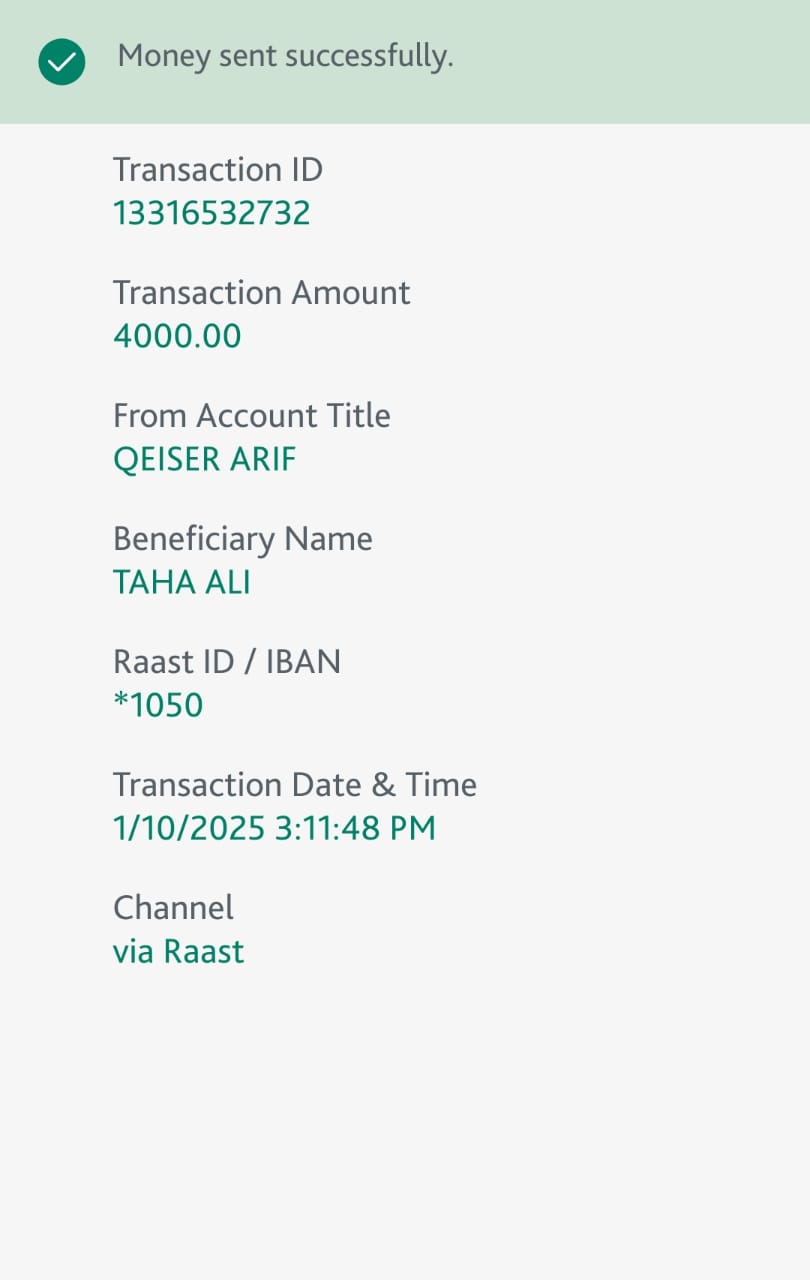 Money sent successfully.
Transaction ID
13316532732
Transaction Amount
4000.00
From Account Title
QEISER ARIF
Beneficiary Name
TAHA ALI
Raast ID / IBAN
*1050
Transaction Date & Time
1/10/2025 3:11:48 PM
Channel
via Raast